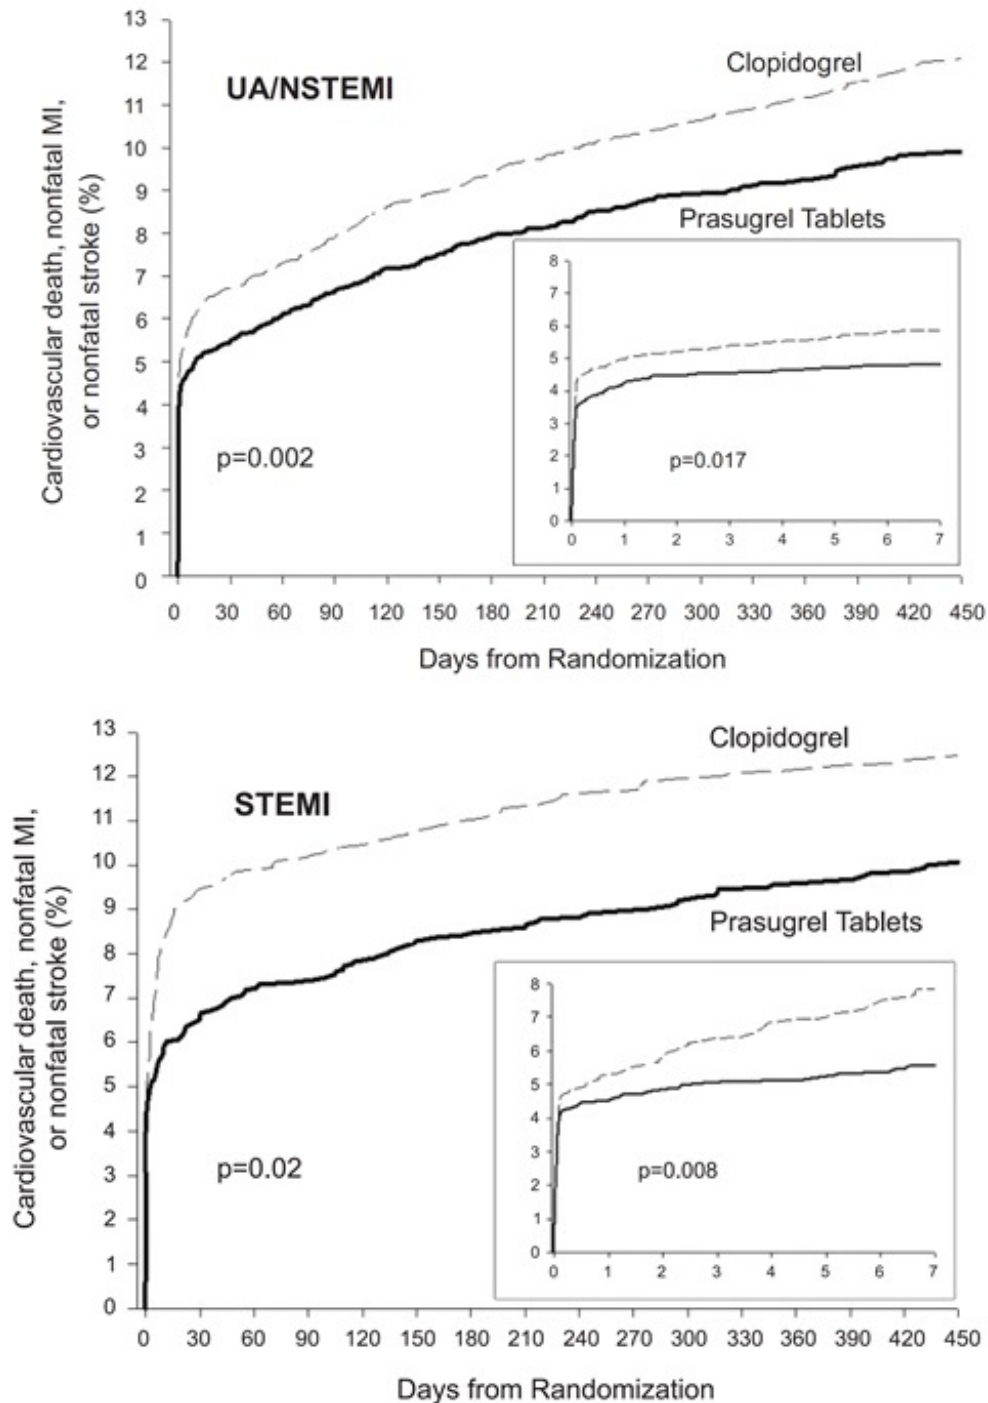 13
12
11
10
9
8
7
6
5
4
3
2
1
0
Cardiovascular death, nonfatal MI,
or nonfatal stroke (%)
UA/NSTEMI
Clopidogrel
Prasugrel Tablets
p=0.002
8
7
6
5
4
3
2
1
0
p=0.017
0 1 2 3 4 5 6 7
0 30 60 90 120 150 180 210 240 270 300 330 360 390 420 450
Days from Randomization
13
12
11
10
9
8
7
6
5
4
3
2
1
0
Cardiovascular death, nonfatal MI,
or nonfatal stroke (%)
STEMI
Clopidogrel
Prasugrel Tablets
p=0.02
8
7
6
5
4
3
2
1
0
p=0.008
0 1 2 3 4 5 6 7
0 30 60 90 120 150 180 210 240 270 300 330 360 390 420 450
Days from Randomization